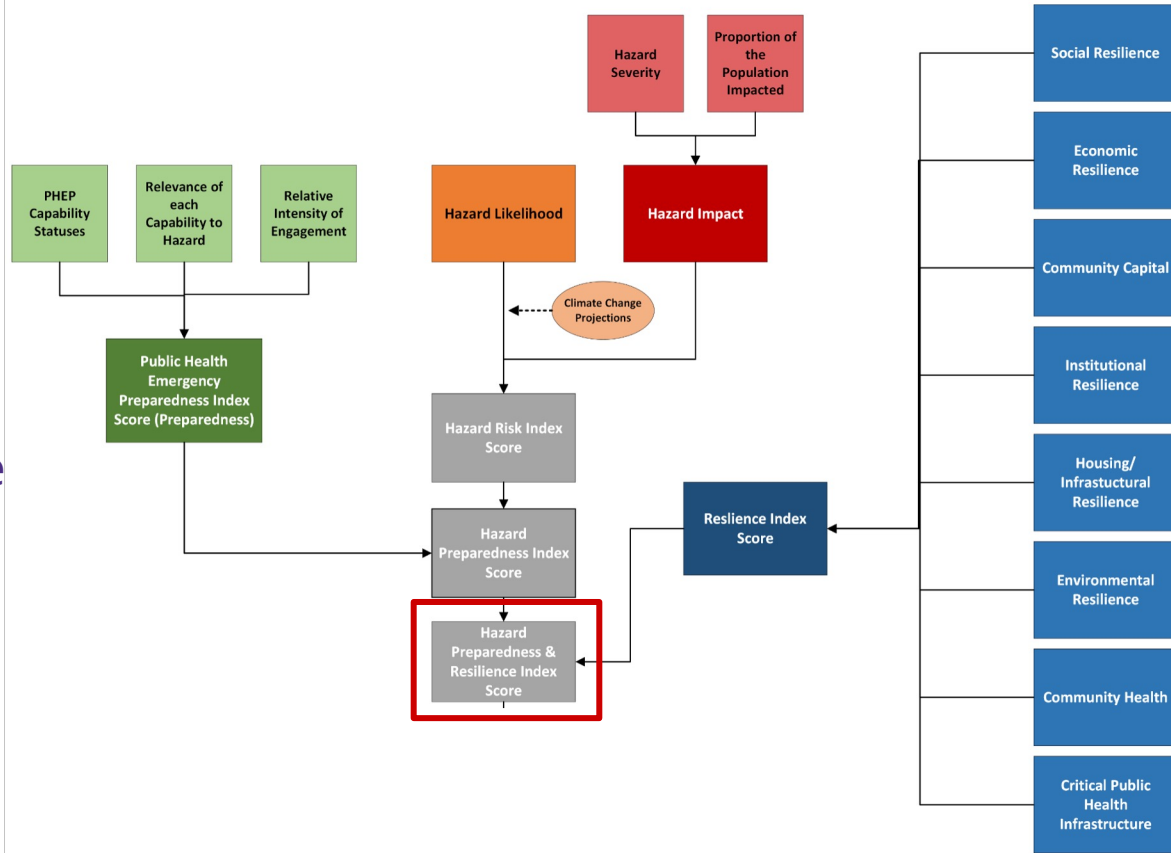 Hazard
Severity
Proportion of
the
Population
Impacted
Social Resilience
Economic
Resilience
PHEP
Capability
Statuses
Relevance of
each
Capability to
Hazard
Relative
Intensity of
Engagement
Hazard Likelihood
Hazard Impact
Community Capital
Climate Change
Projections
Public Health
Emergency
Preparedness Index
Score (Preparedness)
Institutional
Resilience
Hazard Risk Index
Score
Housing/
Infrastuctural
Resilience
e
Hazard
Preparedness Index
Score
Reslience Index
Score
Environmental
Resilience
Hazard
Preparedness &
Resilience Index
Score
Community Health
Critical Public
Health
Infrastructure